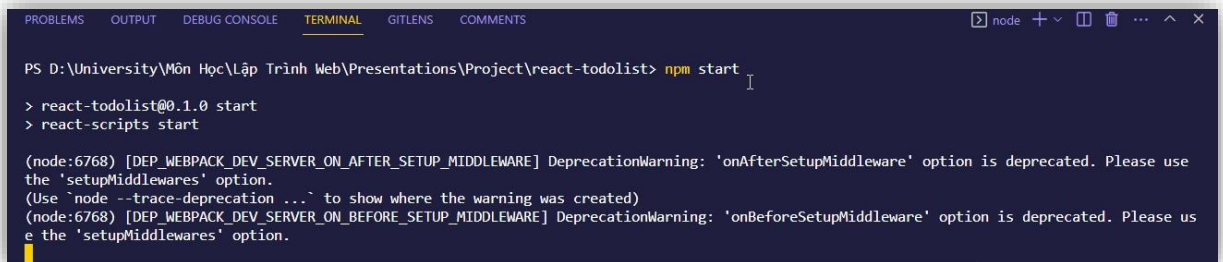 PROBLEMS OUTPUT DEBUG CONSOLE TERMINAL GITLENS COMMENTS node
PS D:\University\Môn Học\Lập Trình Web\Presentations\Project\react-todolist> npm start
> react-todolist@0.1.0 start
> react-scripts start
(node:6768) [DEP_WEBPACK_DEV_SERVER_ON_AFTER_SETUP_MIDDLEWARE] DeprecationWarning: 'onAfterSetupMiddleware' option is deprecated. Please use
the 'setupMiddlewares' option.
(Use `node --trace-deprecation ...` to show where the warning was created)
(node:6768) [DEP_WEBPACK_DEV_SERVER_ON_BEFORE_SETUP_MIDDLEWARE] DeprecationWarning: 'onBeforeSetupMiddleware' option is deprecated. Please us
e the 'setupMiddlewares' option.